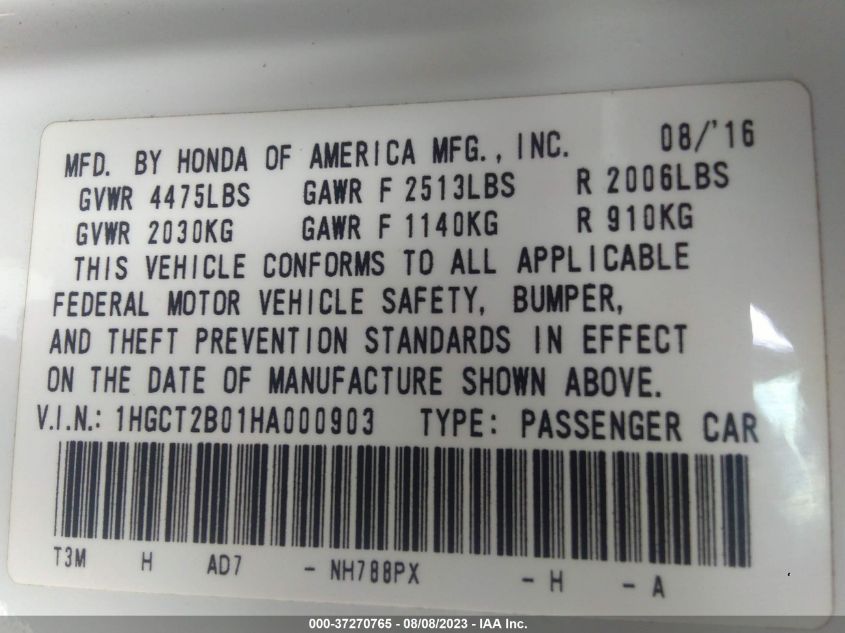 MFD. BY HONDA OF AMERICA MFG., INC. 08/'16
GVWR 4475LBS GAWR F 2513LBS R 2006LBS
GVWR 2030KG GAWR F 1140KG R 910KG
THIS VEHICLE CONFORMS TO ALL APPLICABLE
FEDERAL MOTOR VEHICLE SAFETY, BUMPER,
AND THEFT PREVENTION STANDARDS IN EFFECT
ON THE DATE OF MANUFACTURE SHOWN ABOVE.
V.I.N.: 1HGCT2B01HA000903 TYPE: PASSENGER CAR
T3M H AD7 - NH788PX - H - A
000-37270765 - 08/08/2023 - IAA Inc.